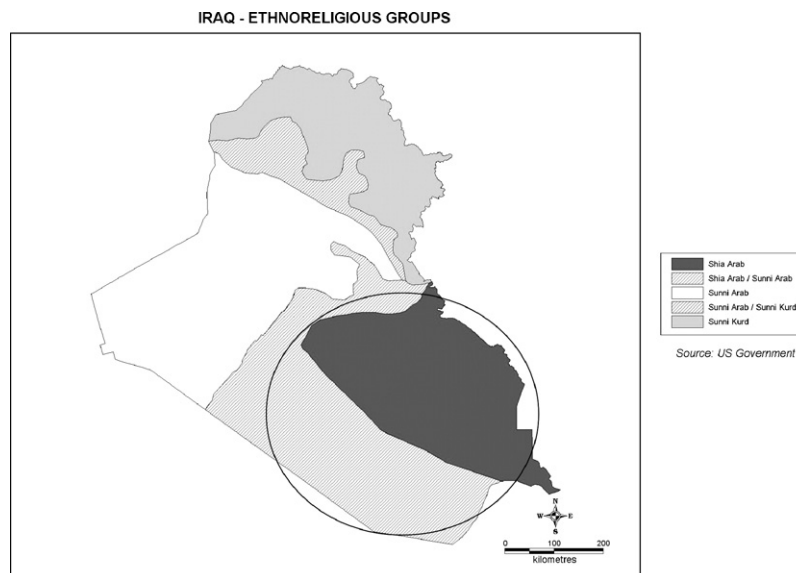 IRAQ - ETHNORELIGIOUS GROUPS
Shia Arab
Shia Arab / Sunni Arab
Sunni Arab
Sunni Arab / Sunni Kurd
Sunni Kurd
Source: US Government
N
W E
S
0 100 200
kilometres